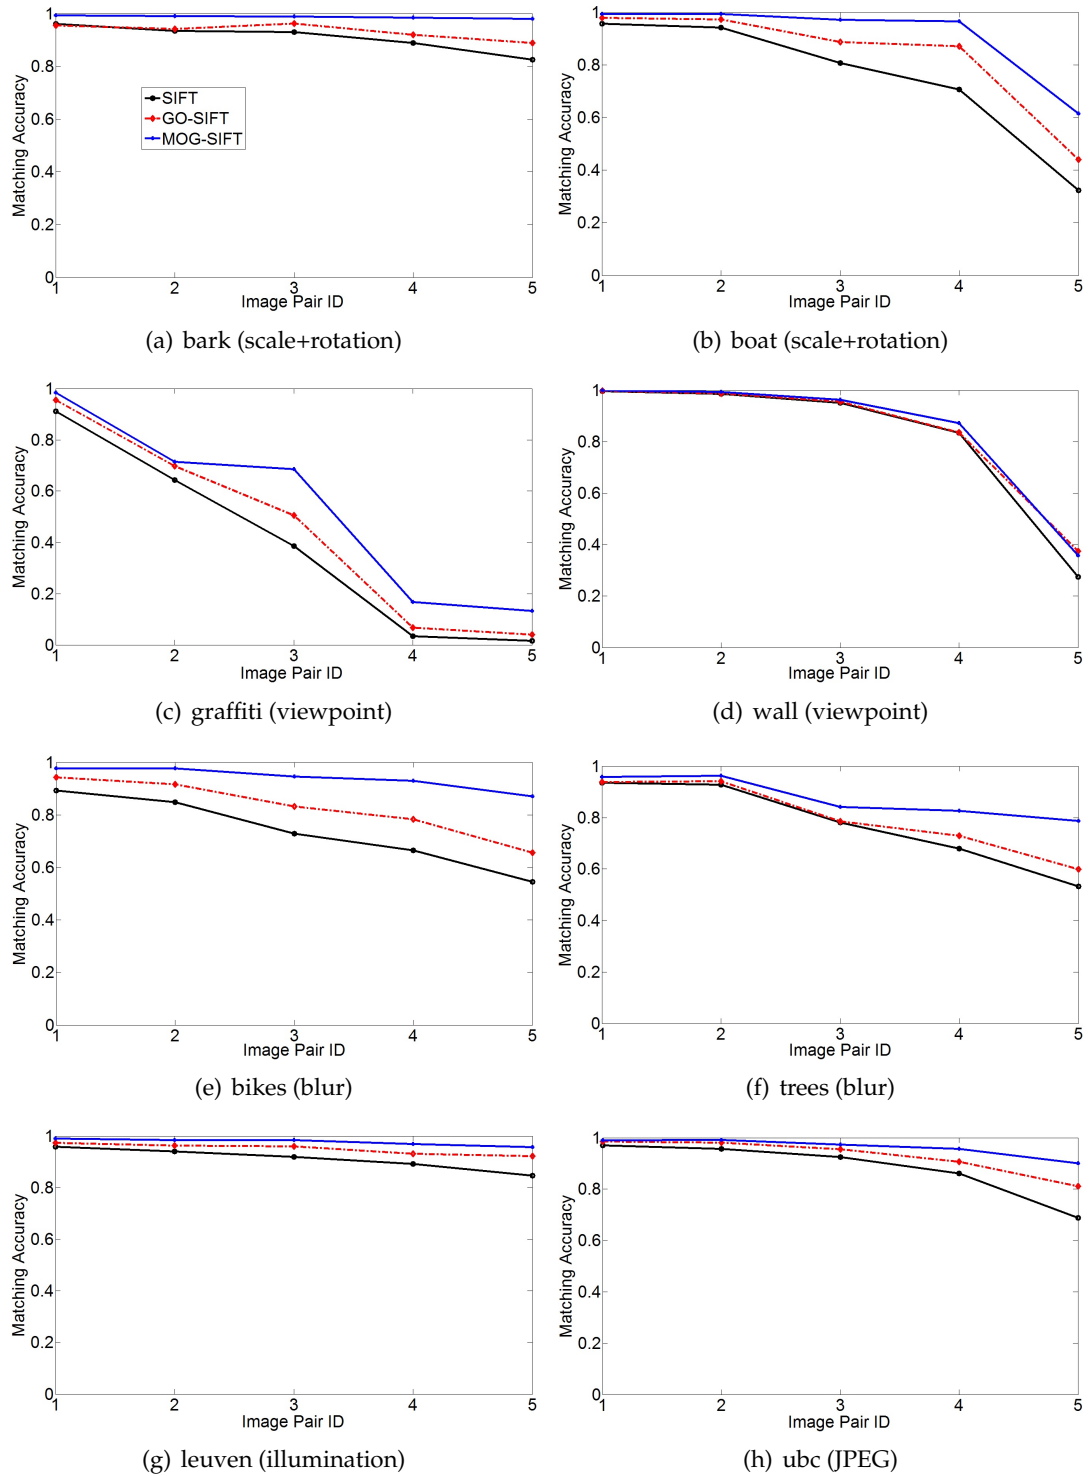 1
0.8
0.6
0.4
0.2
0
Matching Accuracy
SIFT
GO-SIFT
MOG-SIFT
1 2 3 4 5
Image Pair ID
(a) bark (scale+rotation)
1
0.8
0.6
0.4
0.2
0
Matching Accuracy
1 2 3 4 5
Image Pair ID
(b) boat (scale+rotation)
1
0.8
0.6
0.4
0.2
0
Matching Accuracy
1 2 3 4 5
Image Pair ID
(c) graffiti (viewpoint)
1
0.8
0.6
0.4
0.2
0
Matching Accuracy
1 2 3 4 5
Image Pair ID
(d) wall (viewpoint)
1
0.8
0.6
0.4
0.2
0
Matching Accuracy
1 2 3 4 5
Image Pair ID
(e) bikes (blur)
1
0.8
0.6
0.4
0.2
0
Matching Accuracy
1 2 3 4 5
Image Pair ID
(f) trees (blur)
1
0.8
0.6
0.4
0.2
0
Matching Accuracy
1 2 3 4 5
Image Pair ID
(g) leuven (illumination)
1
0.8
0.6
0.4
0.2
0
Matching Accuracy
1 2 3 4 5
Image Pair ID
(h) ubc (JPEG)